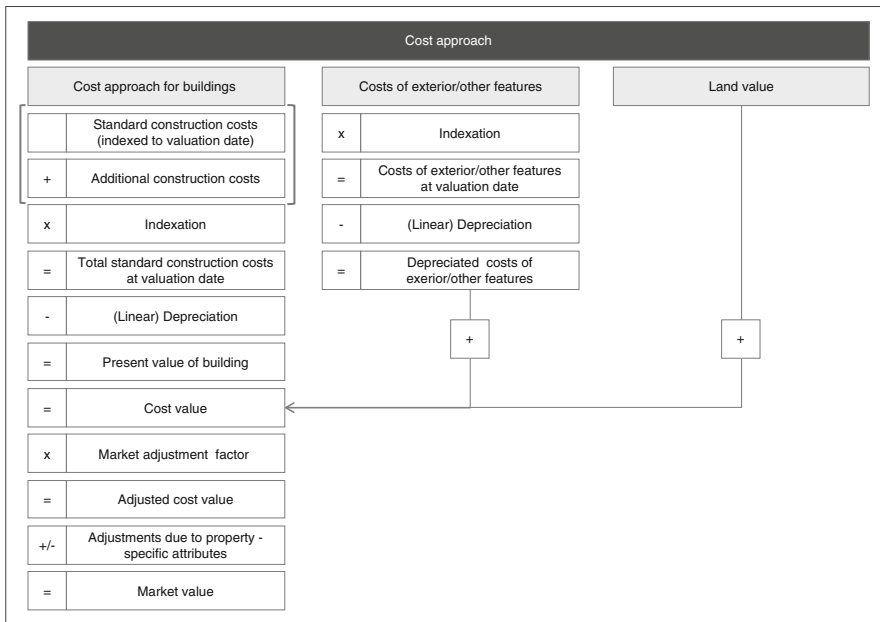 Cost approach
Cost approach for buildings
Standard construction costs
(indexed to valuation date)
+ Additional construction costs
x Indexation
= Total standard construction costs
at valuation date
- (Linear) Depreciation
= Present value of building
= Cost value
x Market adjustment factor
= Adjusted cost value
+/- Adjustments due to property -
specific attributes
= Market value
Costs of exterior/other features
x Indexation
= Costs of exterior/other features
at valuation date
- (Linear) Depreciation
= Depreciated costs of
exerior/other features
+
Land value
+